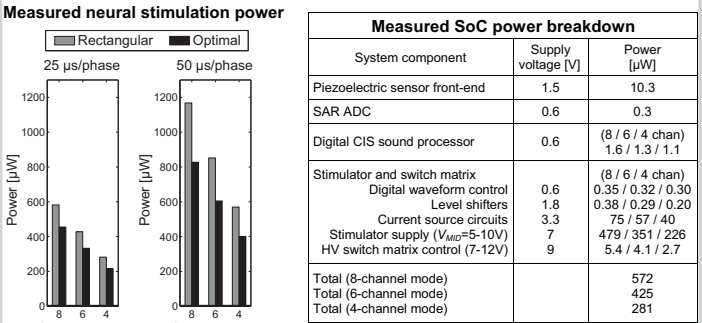 Measured neural stimulation power
Rectangular Optimal
25 µs/phase 50 µs/phase
Power [µW]
1200
1000
800
600
400
200
0
8 6 4
Power [µW]
1200
1000
800
600
400
200
0
8 6 4
Measured SoC power breakdown
System component Supply voltage [V] Power [µW]
Piezoelectric sensor front-end 1.5 10.3
SAR ADC 0.6 0.3
Digital CIS sound processor 0.6 (8 / 6 / 4 chan)
1.6 / 1.3 / 1.1
Stimulator and switch matrix (8 / 6 / 4 chan)
Digital waveform control 0.6 0.35 / 0.32 / 0.30
Level shifters 1.8 0.38 / 0.29 / 0.20
Current source circuits 3.3 75 / 57 / 40
Stimulator supply (VMID=5-10V) 7 479 / 351 / 226
HV switch matrix control (7-12V) 9 5.4 / 4.1 / 2.7
Total (8-channel mode) 572
Total (6-channel mode) 425
Total (4-channel mode) 281